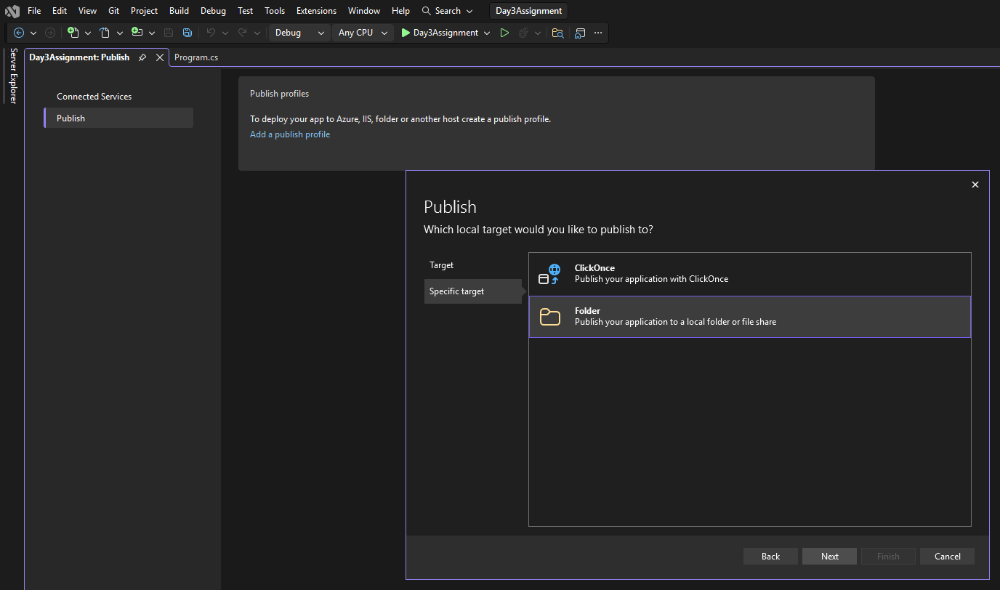 File Edit View Git Project Build Debug Test Tools Extensions Window Help Search Day3Assignment
Debug Any CPU Day3Assignment
Server Explorer
Day3Assignment: Publish Program.cs
Connected Services
Publish
Publish profiles
To deploy your app to Azure, IIS, folder or another host create a publish profile.
Add a publish profile
Publish
Which local target would you like to publish to?
Target
Specific target
ClickOnce
Publish your application with ClickOnce
Folder
Publish your application to a local folder or file share
Back Next Finish Cancel